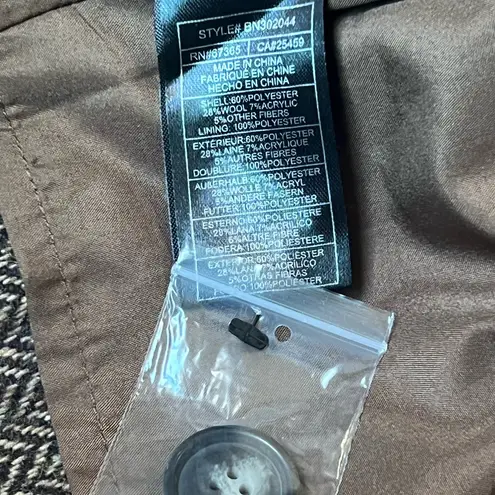 STYLE# BN302044
RN#67365 CA#25459
MADE IN CHINA
FABRIQUÉ EN CHINE
HECHO EN CHINA
SHELL:60%POLYESTER
28%WOOL 7%ACRYLIC
5%OTHER FIBERS
LINING: 100%POLYESTER
EXTÉRIEUR:60%POLYESTER
28%LAINE 7%ACRYLIQUE
5%AUTRES FIBRES
DOUBLURE: 100%POLYESTER
AUßERHALB:60%POLYESTER
28%WOLLE 7%ACRYL
5%ANDERE FASERN
FUTTER:100%POLYESTER
ESTERNO:60%POLIESTERE
28%LANA 7%ACRILICO
5%ALTRE FIBRE
FODERA:100%POLIESTERE
EXTERIOR:60%POLIESTER
28%LANA 7%ACRÍLICO
5%OTRAS FIBRAS
100%POLIESTER